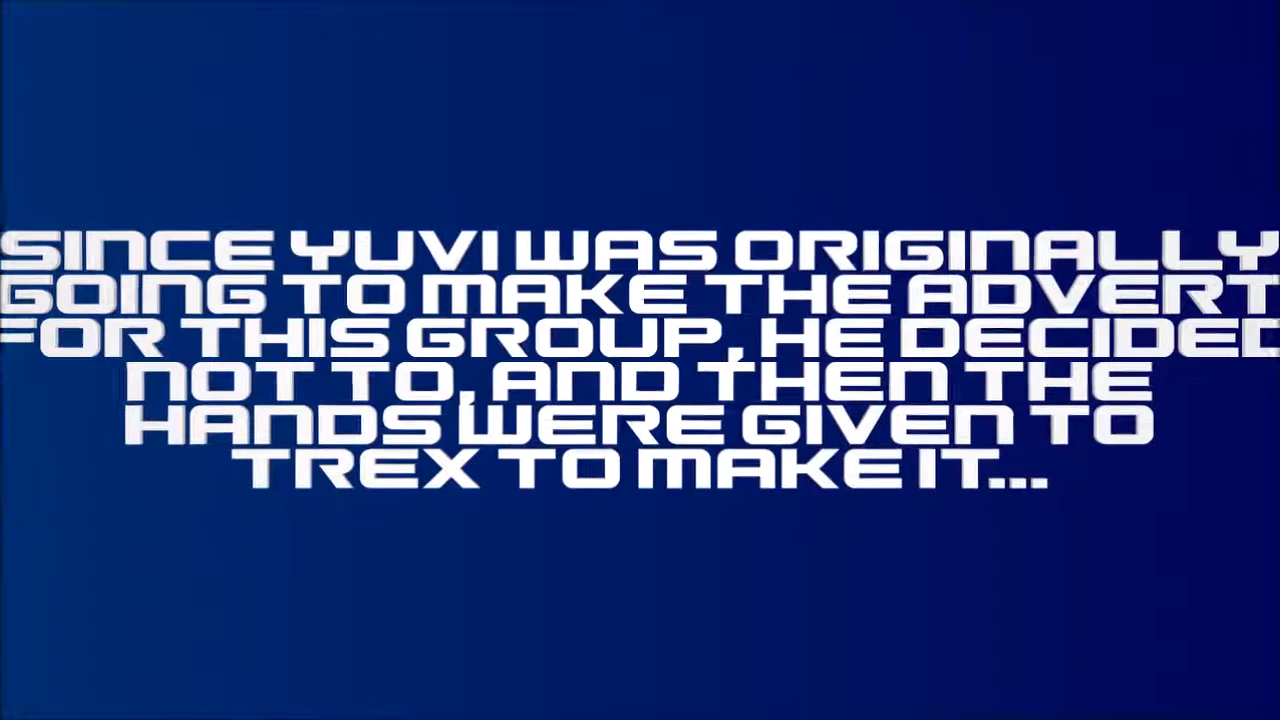 SINCE YUVI WAS ORIGINALLY
GOING TO MAKE THE ADVERT
FOR THIS GROUP, HE DECIDED
NOT TO, AND THEN THE
HANDS WERE GIVEN TO
TREX TO MAKE IT...